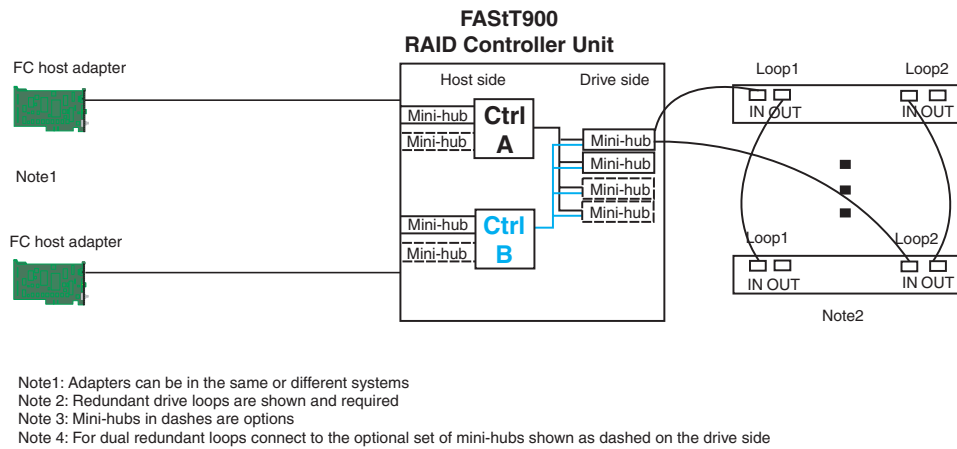 FAStT900
RAID Controller Unit
FC host adapter
Host side
Drive side
Loop1
Loop2
Mini-hub
Ctrl
A
IN OUT
IN OUT
Mini-hub
Mini-hub
Mini-hub
Note1
Mini-hub
Mini-hub
Mini-hub
Ctrl
B
FC host adapter
Mini-hub
Loop1
Loop2
IN OUT
IN OUT
Note2
Note1: Adapters can be in the same or different systems
Note 2: Redundant drive loops are shown and required
Note 3: Mini-hubs in dashes are options
Note 4: For dual redundant loops connect to the optional set of mini-hubs shown as dashed on the drive side